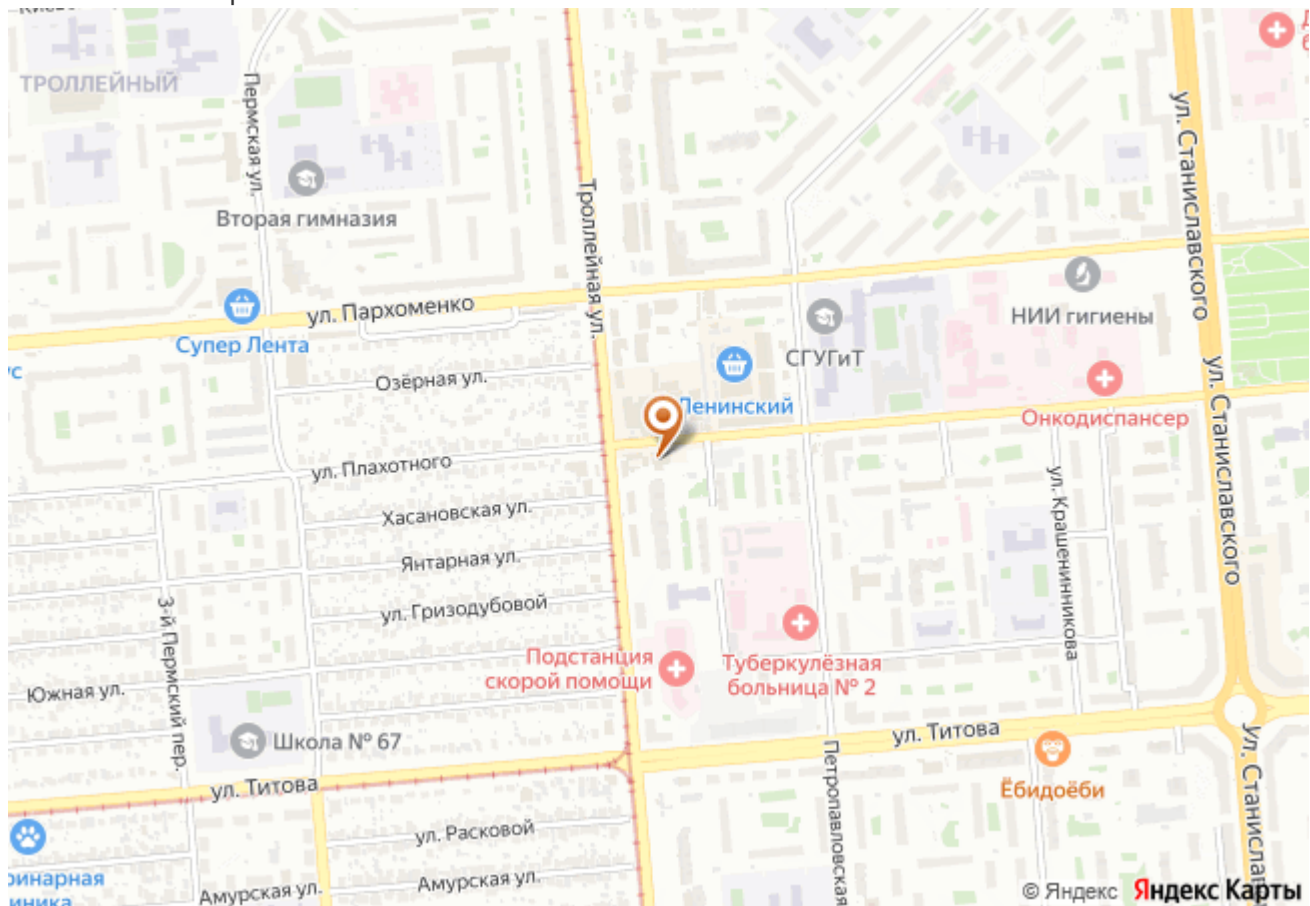 ТРОЛЛЕЙНЫЙ
Пермская ул.
Вторая гимназия
Троллейная ул.
ул. Станиславского
ул. Пархоменко
Супер Лента
НИИ гигиены
СГУГиТ
Озёрная ул.
Ленинский
Онкодиспансер
ул. Станиславского
ул. Плахотного
Хасановская ул.
Янтарная ул.
ул. Гризодубовой
ул. Крашенинникова
3-й Пермский пер.
Южная ул.
Подстанция
скорой помощи
Туберкулёзная
больница № 2
Школа № 67
ул. Титова
ул. Титова
Петропавловская
Ёбидоёби
ул. Станислав
ул. Расковой
Амурская ул.
Амурская ул.
© Яндекс Яндекс Карты